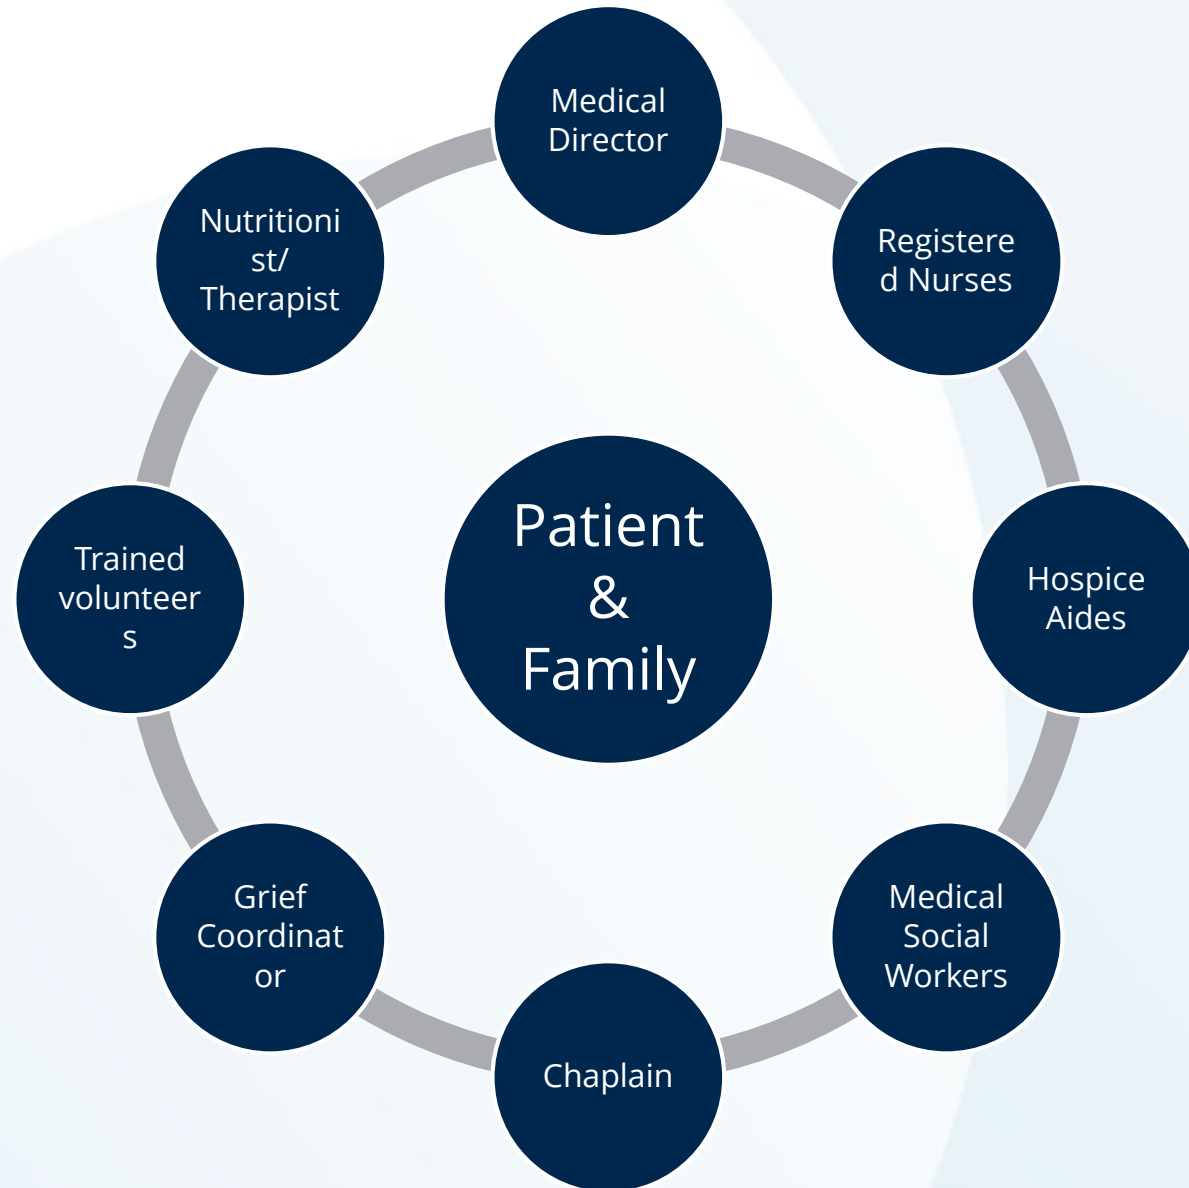 Medical
Director
Registere
d Nurses
Hospice
Aides
Medical
Social
Workers
Chaplain
Grief
Coordinat
or
Trained
volunteer
s
Nutritioni
st/
Therapist
Patient
&
Family